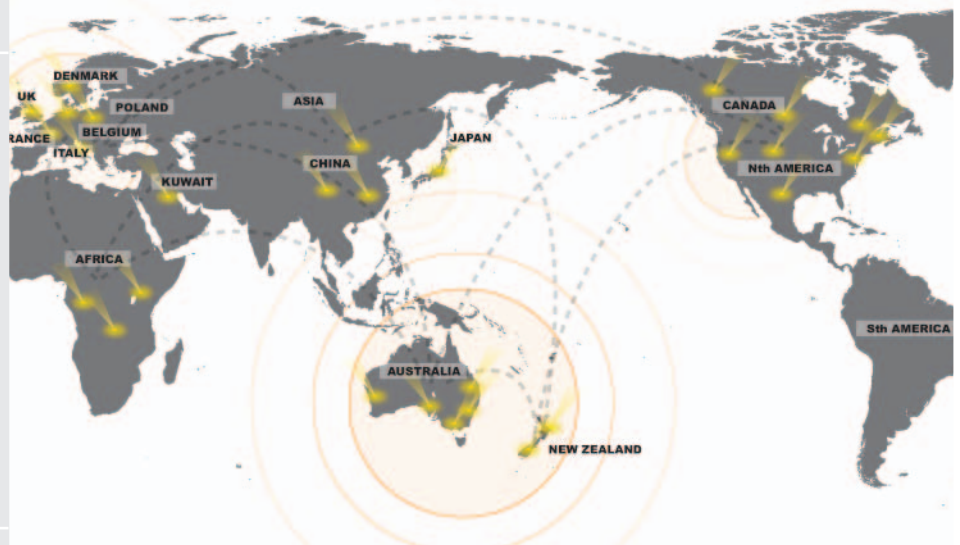 DENMARK
UK
POLAND
ASIA
CANADA
RANCE
BELGIUM
JAPAN
ITALY
CHINA
Nth AMERICA
KUWAIT
AFRICA
Sth AMERICA
AUSTRALIA
NEW ZEALAND